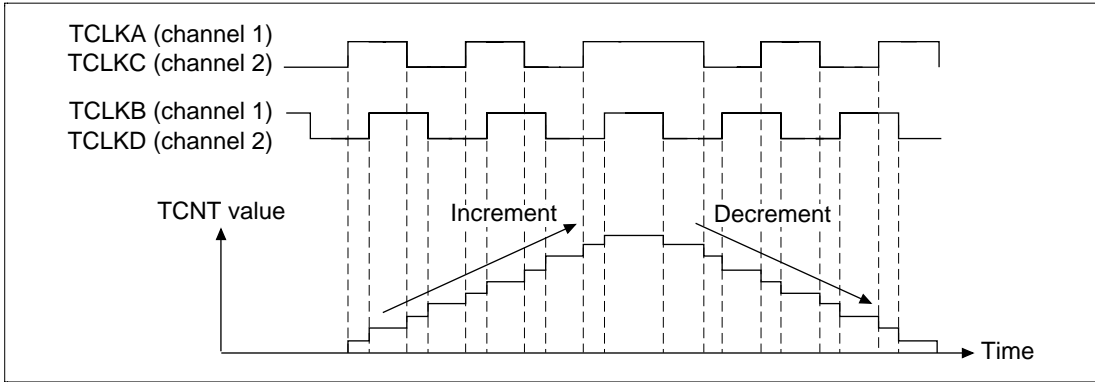 TCLKA (channel 1)
TCLKC (channel 2)
TCLKB (channel 1)
TCLKD (channel 2)
TCNT value
Increment
Decrement
Time